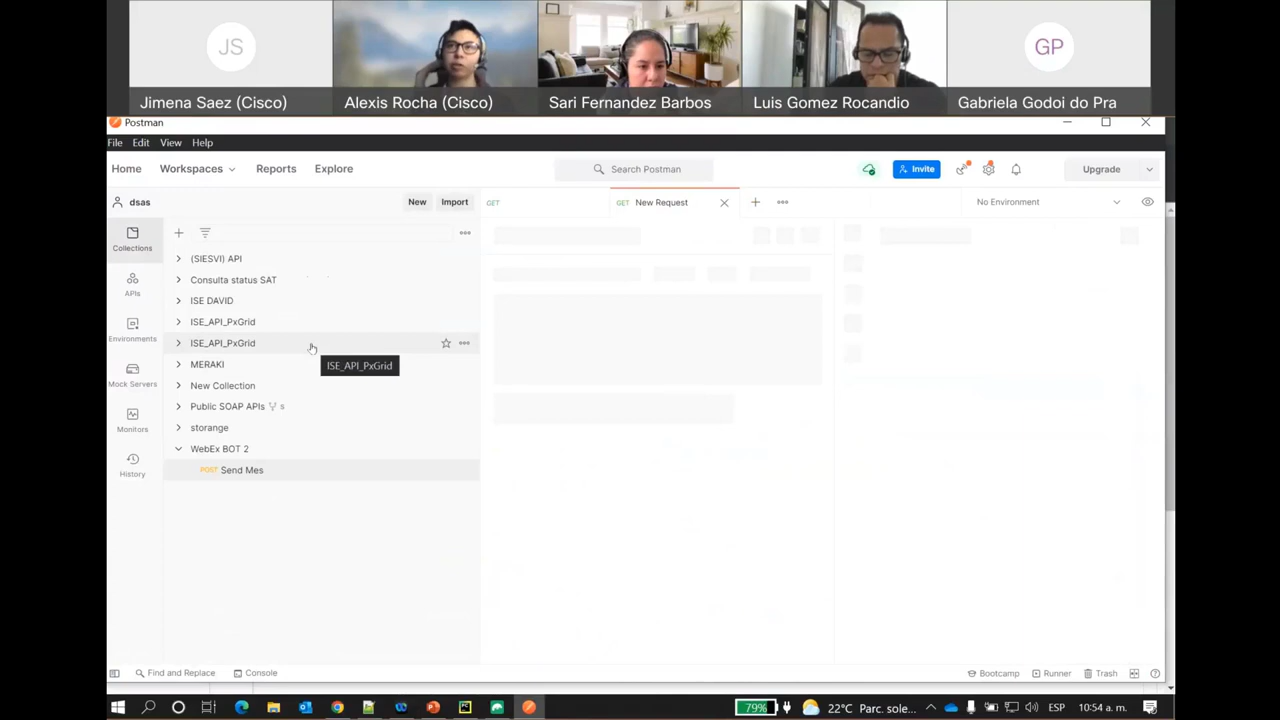 JS
GP
Jimena Saez (Cisco)
Alexis Rocha (Cisco)
Sari Fernandez Barbos
Luis Gomez Rocandio
Gabriela Godoi do Pra
Postman
File Edit View Help
Home Workspaces Reports Explore Search Postman Invite Upgrade
dsas New Import GET GET New Request No Environment
Collections
(SIESVI) API
Consulta status SAT
APIs
ISE DAVID
ISE_API_PxGrid
Environments
ISE_API_PxGrid
ISE_API_PxGrid
MERAKI
Mock Servers
New Collection
Public SOAP APIs s
Monitors
storange
WebEx BOT 2
POST Send Mes
History
Find and Replace Console Bootcamp Runner Trash
79% 22°C Parc. sole... ESP 10:54 a. m.